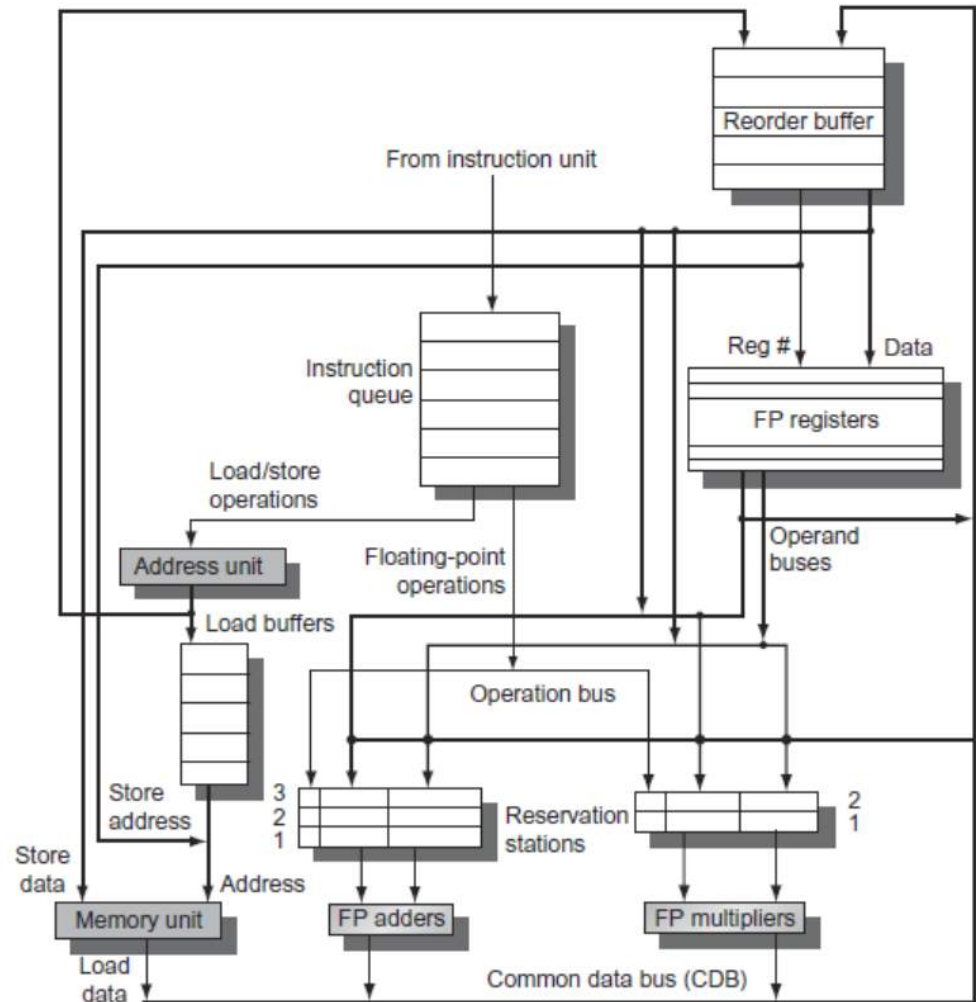 Reorder buffer
From instruction unit
Reg #
Data
Instruction
queue
FP registers
Load/store
operations
Operand
buses
Address unit
Floating-point
operations
Load buffers
Operation bus
Store
address
3
2
1
Reservation
stations
2
1
Store
data
Address
Memory unit
FP adders
FP multipliers
Load
data
Common data bus (CDB)